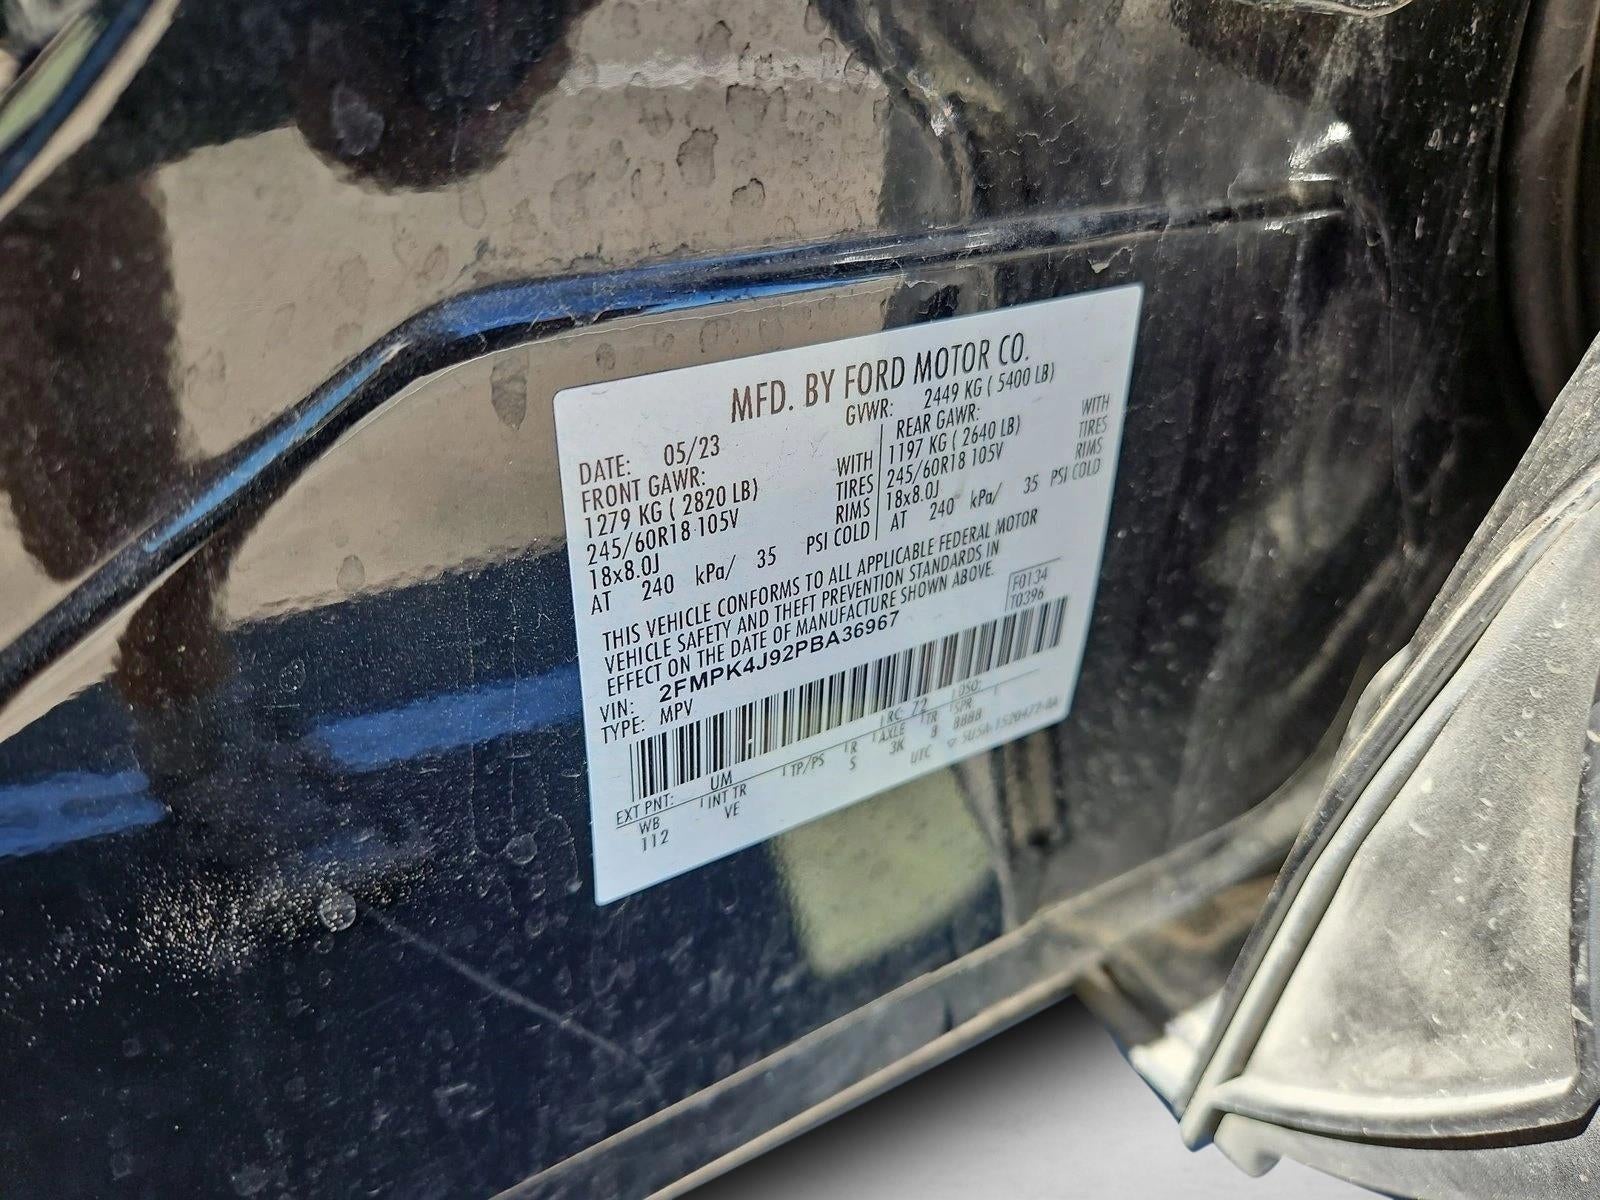 MFD. BY FORD MOTOR CO.
DATE: 05/23 GVWR: 2449 KG ( 5400 LB)
FRONT GAWR: REAR GAWR:
1279 KG ( 2820 LB) WITH 1197 KG ( 2640 LB) WITH
245/60R18 105V TIRES 245/60R18 105V TIRES
18x8.0J RIMS 18x8.0J RIMS
AT 240 kPa/ 35 PSI COLD AT 240 kPa/ 35 PSI COLD
THIS VEHICLE CONFORMS TO ALL APPLICABLE FEDERAL MOTOR
VEHICLE SAFETY AND THEFT PREVENTION STANDARDS IN
EFFECT ON THE DATE OF MANUFACTURE SHOWN ABOVE.
VIN: 2FMPK4J92PBA36967 F0134
TYPE: MPV T0396
EXT PNT: UM RC: 72 DSO:
WB INT TR TP/PS R AXLE TR SPR
112 VE S 3K 8 BBBB
UTC ▽ 5U5A-1520472-AA